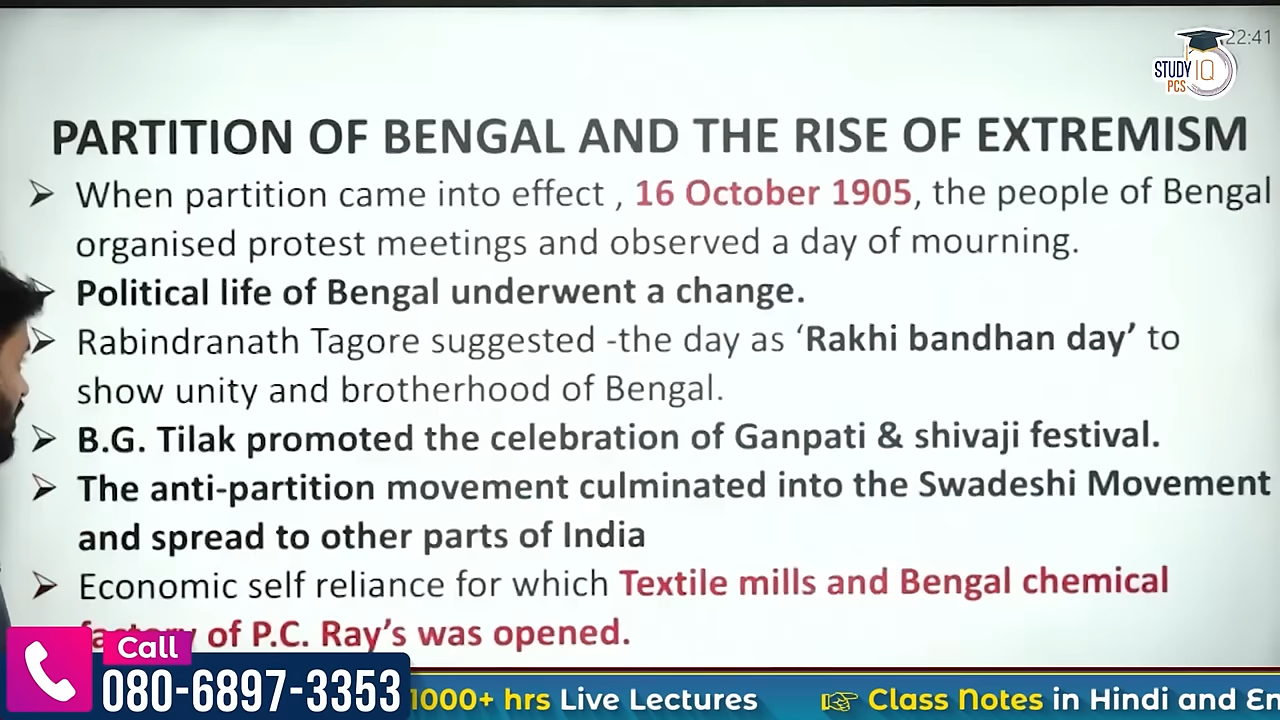 22:41
STUDY IQ
PCS
PARTITION OF BENGAL AND THE RISE OF EXTREMISM
➢ When partition came into effect , 16 October 1905, the people of Bengal
organised protest meetings and observed a day of mourning.
➢ Political life of Bengal underwent a change.
➢ Rabindranath Tagore suggested -the day as ‘Rakhi bandhan day’ to
show unity and brotherhood of Bengal.
➢ B.G. Tilak promoted the celebration of Ganpati & shivaji festival.
➢ The anti-partition movement culminated into the Swadeshi Movement
and spread to other parts of India
➢ Economic self reliance for which Textile mills and Bengal chemical
of P.C. Ray’s was opened.
Call
080-6897-3353
1000+ hrs Live Lectures
Class Notes in Hindi and En